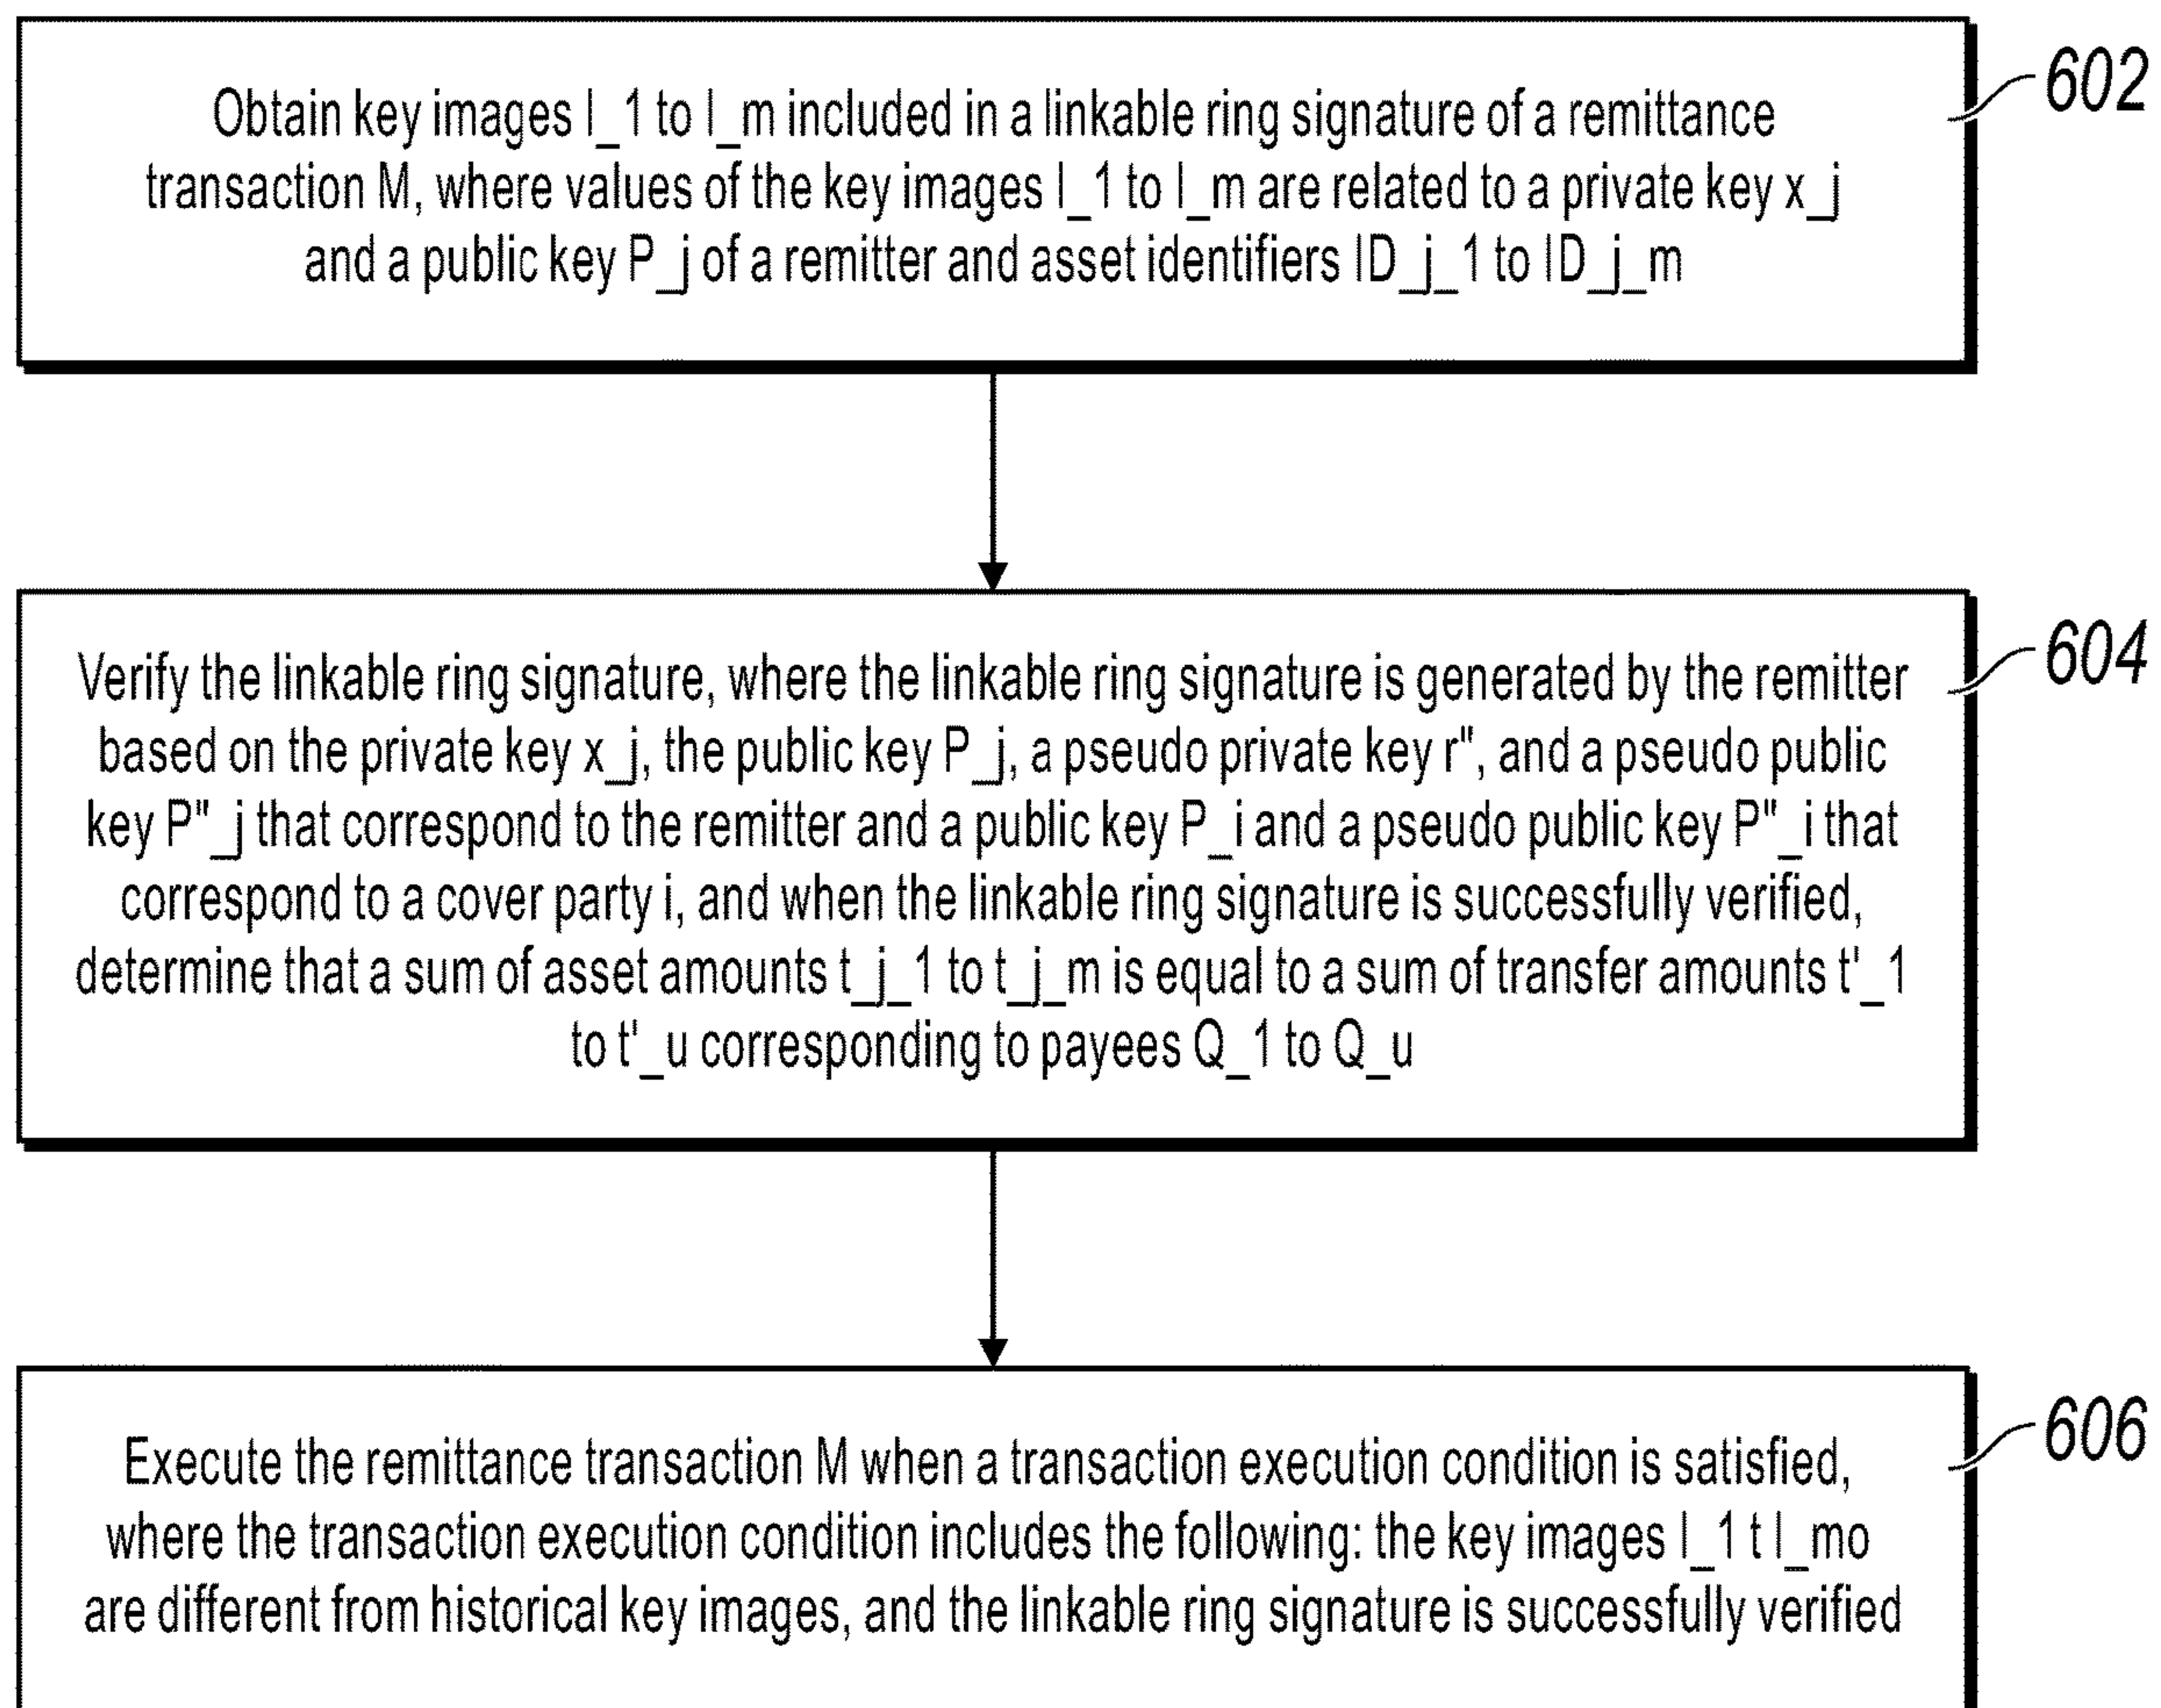 Obtain key images I_1 to I_m included in a linkable ring signature of a remittance
transaction M, where values of the key images I_1 to I_m are related to a private key x_j
and a public key P_j of a remitter and asset identifiers ID_j_1 to ID_j_m
602
Verify the linkable ring signature, where the linkable ring signature is generated by the remitter
based on the private key x_j, the public key P_j, a pseudo private key r", and a pseudo public
key P"_j that correspond to the remitter and a public key P_i and a pseudo public key P"_i that
correspond to a cover party i, and when the linkable ring signature is successfully verified,
determine that a sum of asset amounts t_j_1 to t_j_m is equal to a sum of transfer amounts t'_1
to t'_u corresponding to payees Q_1 to Q_u
604
Execute the remittance transaction M when a transaction execution condition is satisfied,
where the transaction execution condition includes the following: the key images I_1 t I_mo
are different from historical key images, and the linkable ring signature is successfully verified
606